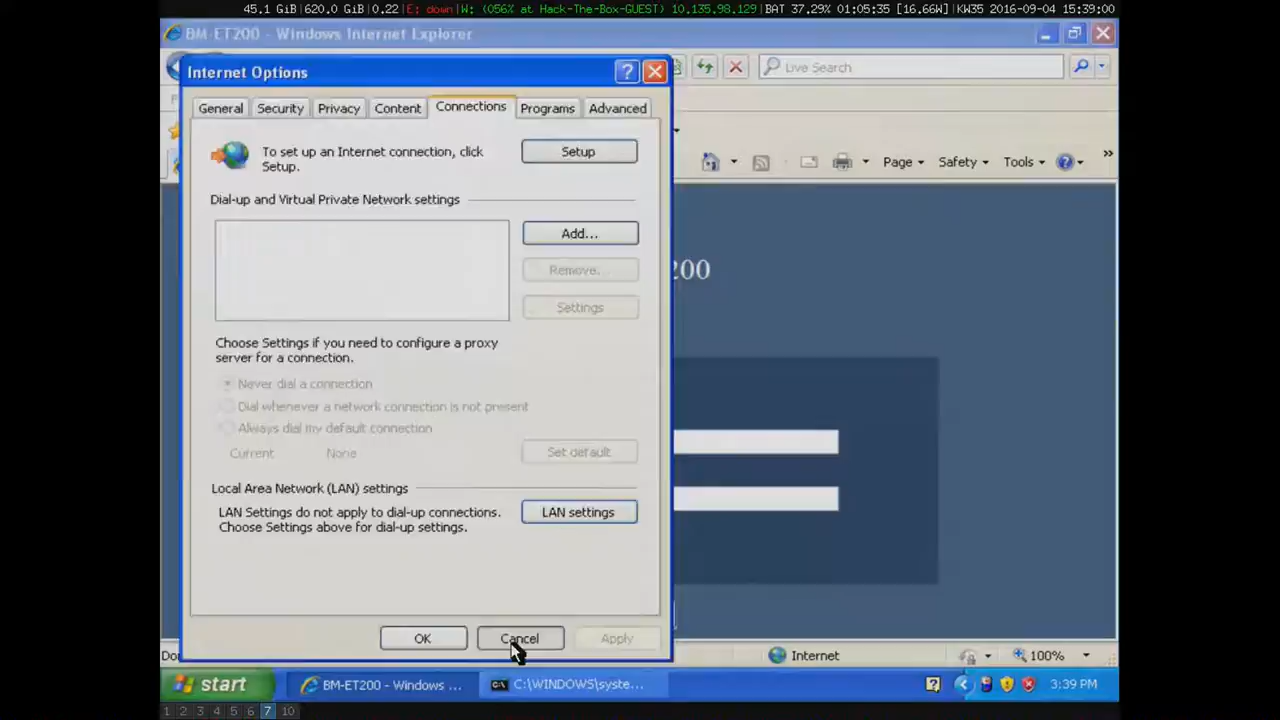 45.1 GiB|620.0 GiB|0.22|E: down|W: (056% at Hack-The-Box-GUEST) 10.135.98.129|BAT 37.29% 01:05:35 [16.66W]|KW35 2016-09-04 15:39:00
BM-ET200 - Windows Internet Explorer
Internet Options
Live Search
General Security Privacy Content Connections Programs Advanced
To set up an Internet connection, click
Setup.
Setup
Page Safety Tools
Dial-up and Virtual Private Network settings
Add...
Remove...
200
Settings
Choose Settings if you need to configure a proxy
server for a connection.
Never dial a connection
Dial whenever a network connection is not present
Always dial my default connection
Current None Set default
Local Area Network (LAN) settings
LAN Settings do not apply to dial-up connections.
Choose Settings above for dial-up settings.
LAN settings
OK Cancel Apply
Do
Internet 100%
start BM-ET200 - Windows ... C:\WINDOWS\syste... 3:39 PM
1 2 3 4 5 6 7 10